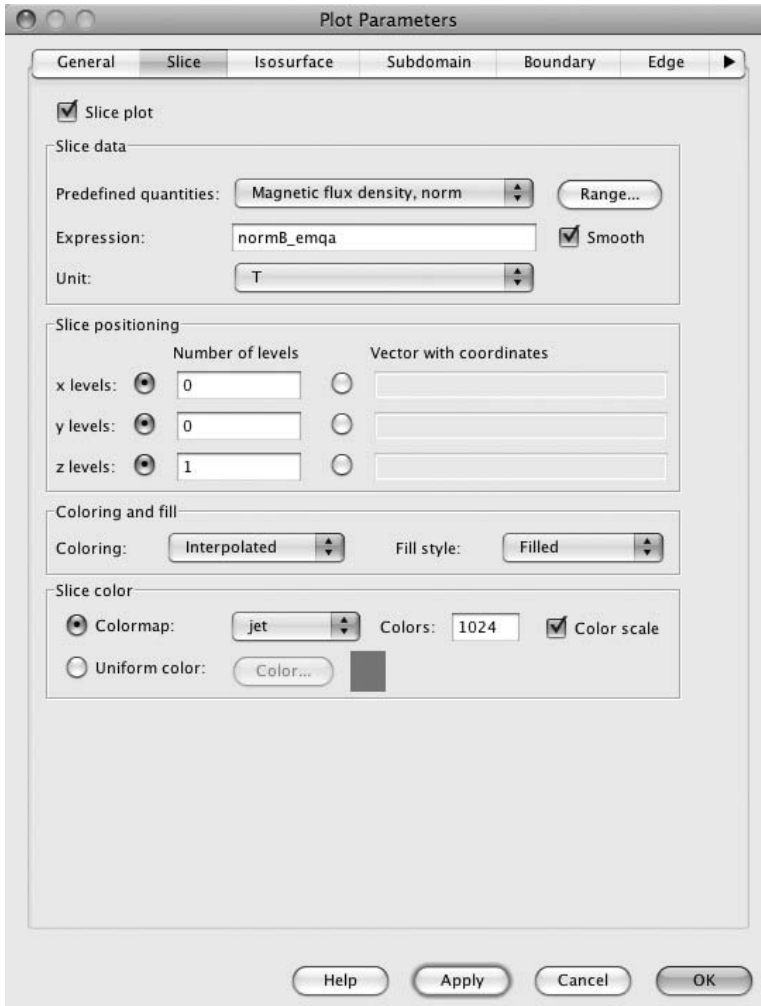 Plot Parameters
General Slice Isosurface Subdomain Boundary Edge
Slice plot
Slice data
Predefined quantities: Magnetic flux density, norm Range...
Expression: normB_emqa Smooth
Unit: T
Slice positioning
Number of levels Vector with coordinates
x levels: 0
y levels: 0
z levels: 1
Coloring and fill
Coloring: Interpolated Fill style: Filled
Slice color
Colormap: jet Colors: 1024 Color scale
Uniform color: Color...
Help Apply Cancel OK